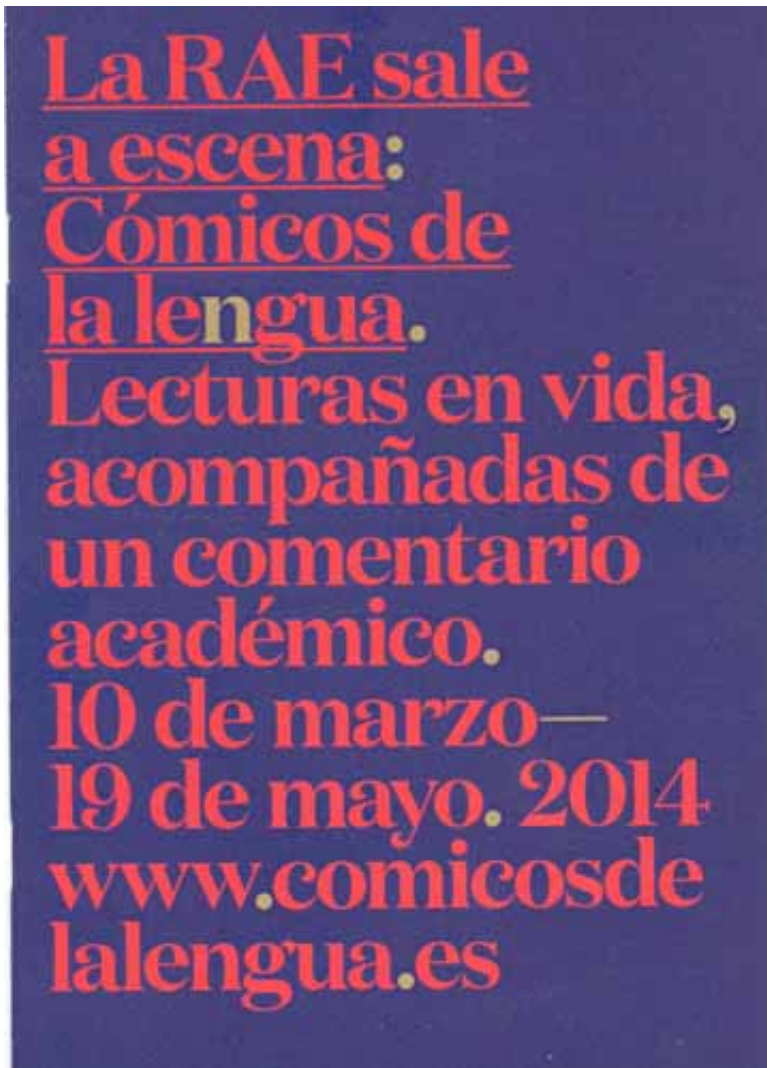 La RAE sale
a escena:
Cómicos de
la lengua.
Lecturas en vida,
acompañadas de
un comentario
académico.
10 de marzo—
19 de mayo. 2014
www.comicosde
lalengua.es